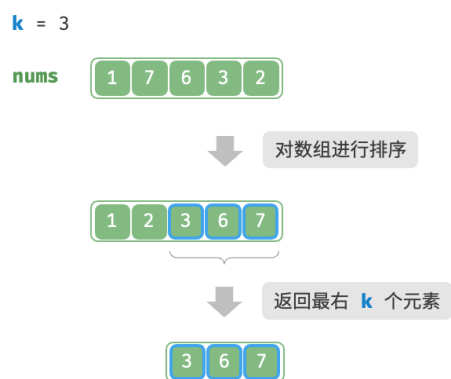 k = 3
nums 1 7 6 3 2
对数组进行排序
1 2 3 6 7
返回最右 k 个元素
3 6 7